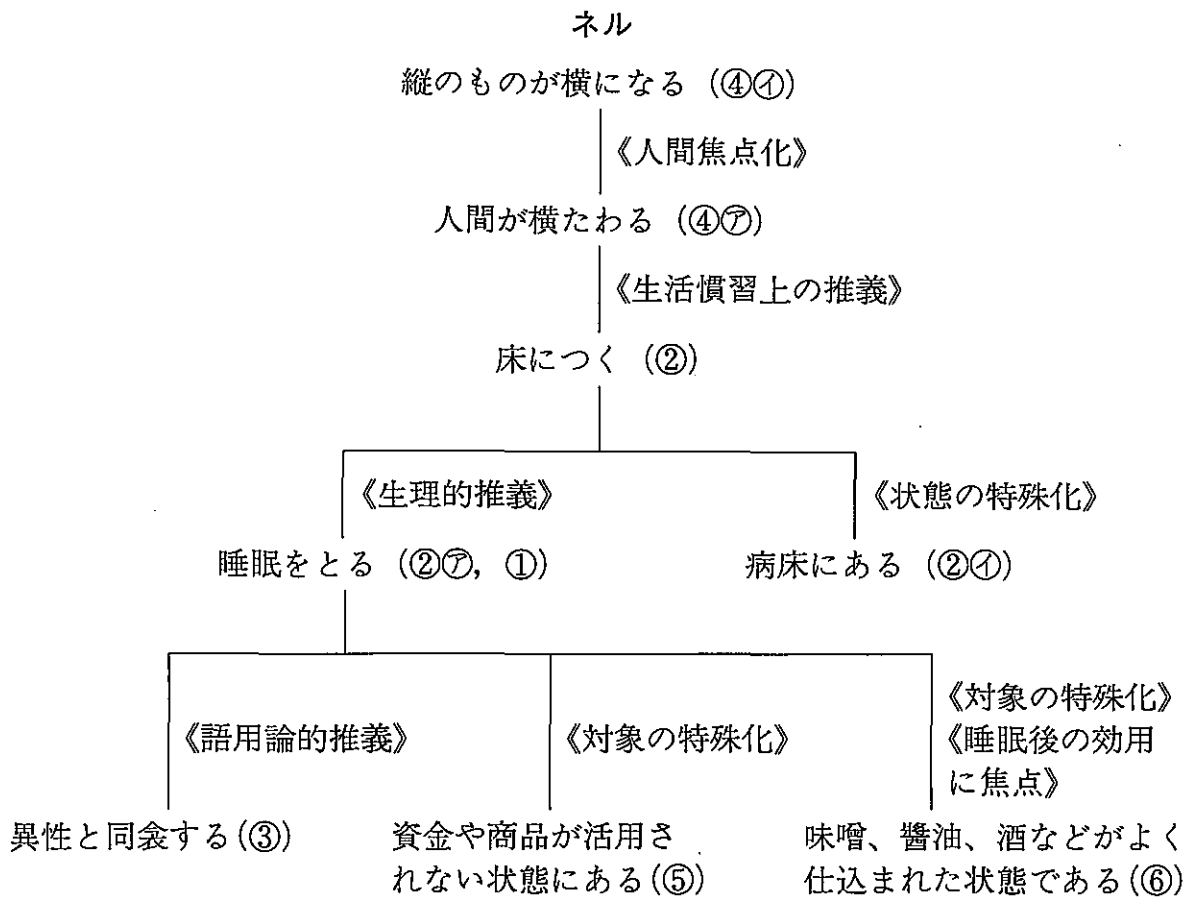 ネル
縦のものが横になる (④㋑)
《人間焦点化》
人間が横たわる (④㋐)
《生活慣習上の推義》
床につく (②)
《生理的推義》
《状態の特殊化》
睡眠をとる (②㋐, ①)
病床にある (②㋑)
《語用論的推義》
《対象の特殊化》
《対象の特殊化》
《睡眠後の効用
に焦点》
異性と同衾する(③)
資金や商品が活用さ
れない状態にある(⑤)
味噌、醬油、酒などがよく
仕込まれた状態である(⑥)